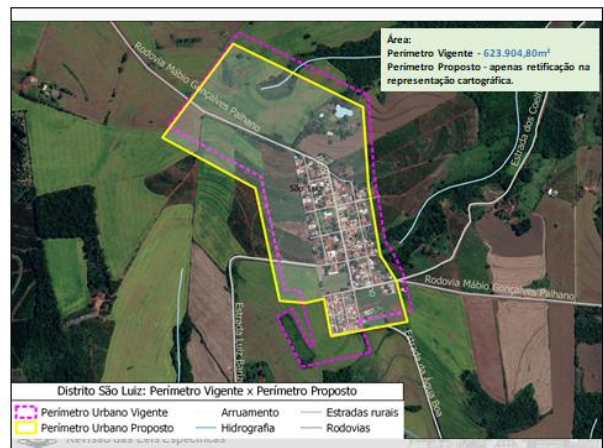 Área:
Perímetro Vigente - 623.904,80m²
Perímetro Proposto - apenas retificação na
representação cartográfica.
Rodovia Mábio Gonçalves Palhano
Estrada dos Coelh
São Luiz
Rodovia Mábio Gonçalves Palhano
Estrada Luiz
Estrada da Água Boa
Distrito São Luiz: Perímetro Vigente x Perímetro Proposto
Perímetro Urbano Vigente
Arruamento
Estradas rurais
Perímetro Urbano Proposto
Hidrografia
Rodovias
Revisão das Leis Específicas